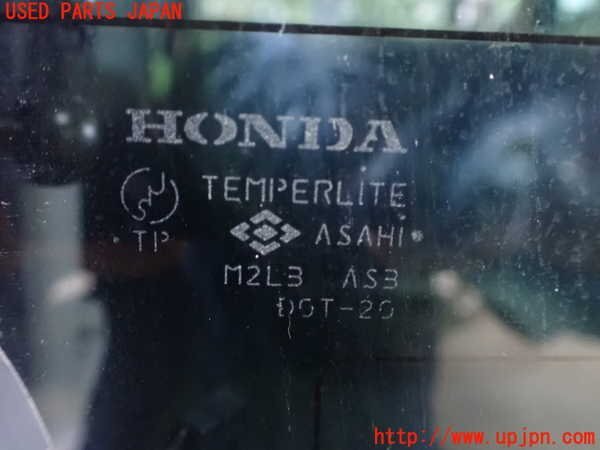 USED PARTS JAPAN
HONDA
TEMPERLITE
TP ASAHI
M2L3 AS3
DOT-20
http://www.upjpn.com/